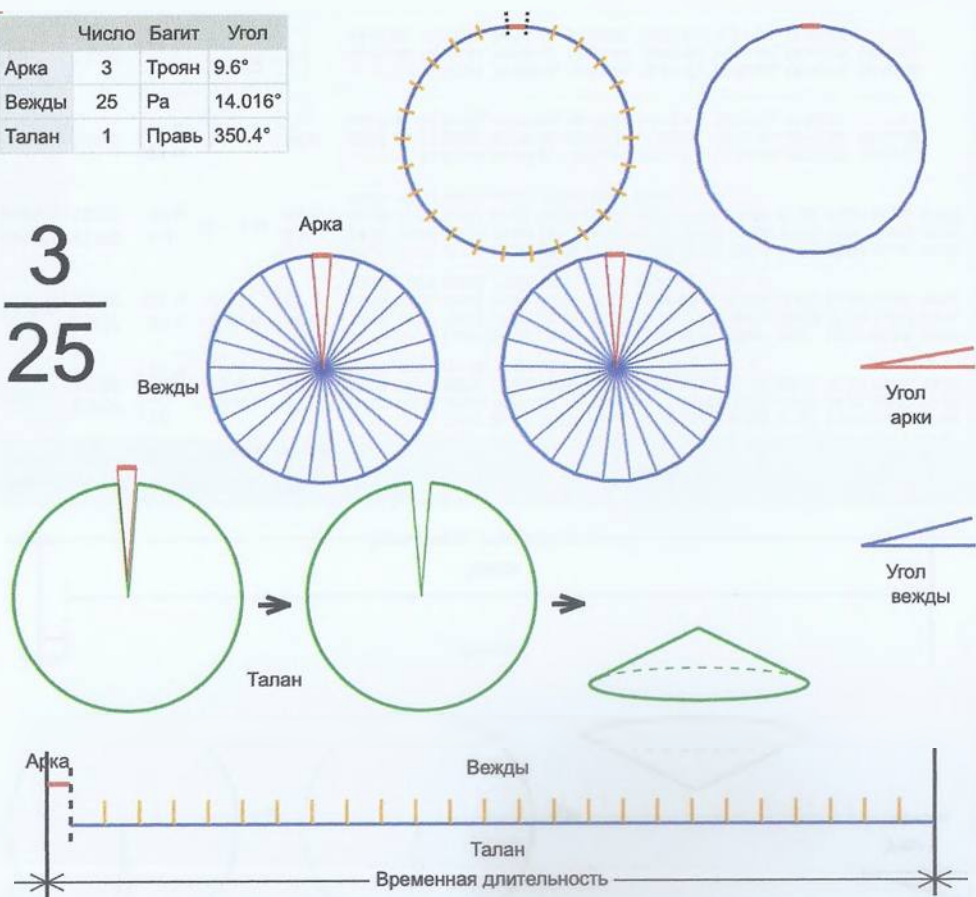 Число Багит Угол
Арка 3 Троян 9.6°
Вежды 25 Ра 14.016°
Талан 1 Правь 350.4°
3
25
Арка
Вежды
Угол
арки
Угол
вежды
Талан
Арка
Вежды
Талан
Временная длительность